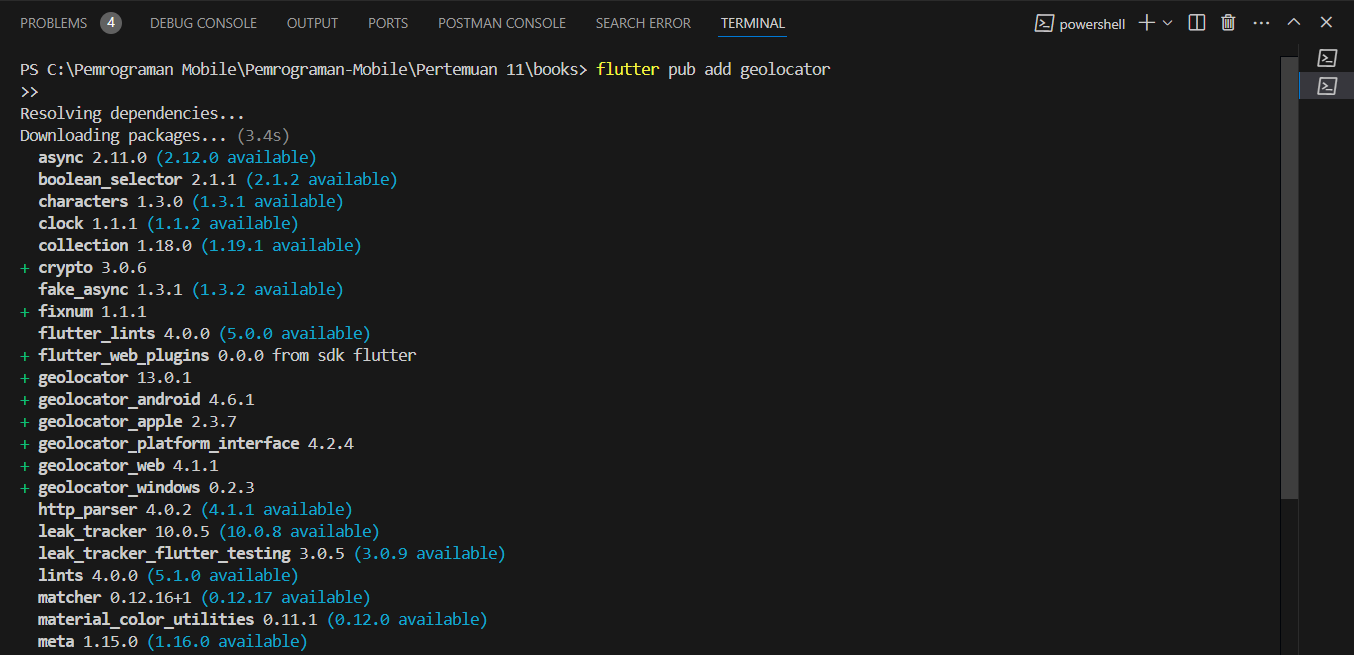 PROBLEMS 4 DEBUG CONSOLE OUTPUT PORTS POSTMAN CONSOLE SEARCH ERROR TERMINAL powershell
PS C:\Pemrograman Mobile\Pemrograman-Mobile\Pertemuan 11\books> flutter pub add geolocator
>>
Resolving dependencies...
Downloading packages... (3.4s)
async 2.11.0 (2.12.0 available)
boolean_selector 2.1.1 (2.1.2 available)
characters 1.3.0 (1.3.1 available)
clock 1.1.1 (1.1.2 available)
collection 1.18.0 (1.19.1 available)
+ crypto 3.0.6
fake_async 1.3.1 (1.3.2 available)
+ fixnum 1.1.1
flutter_lints 4.0.0 (5.0.0 available)
+ flutter_web_plugins 0.0.0 from sdk flutter
+ geolocator 13.0.1
+ geolocator_android 4.6.1
+ geolocator_apple 2.3.7
+ geolocator_platform_interface 4.2.4
+ geolocator_web 4.1.1
+ geolocator_windows 0.2.3
http_parser 4.0.2 (4.1.1 available)
leak_tracker 10.0.5 (10.0.8 available)
leak_tracker_flutter_testing 3.0.5 (3.0.9 available)
lints 4.0.0 (5.1.0 available)
matcher 0.12.16+1 (0.12.17 available)
material_color_utilities 0.11.1 (0.12.0 available)
meta 1.15.0 (1.16.0 available)